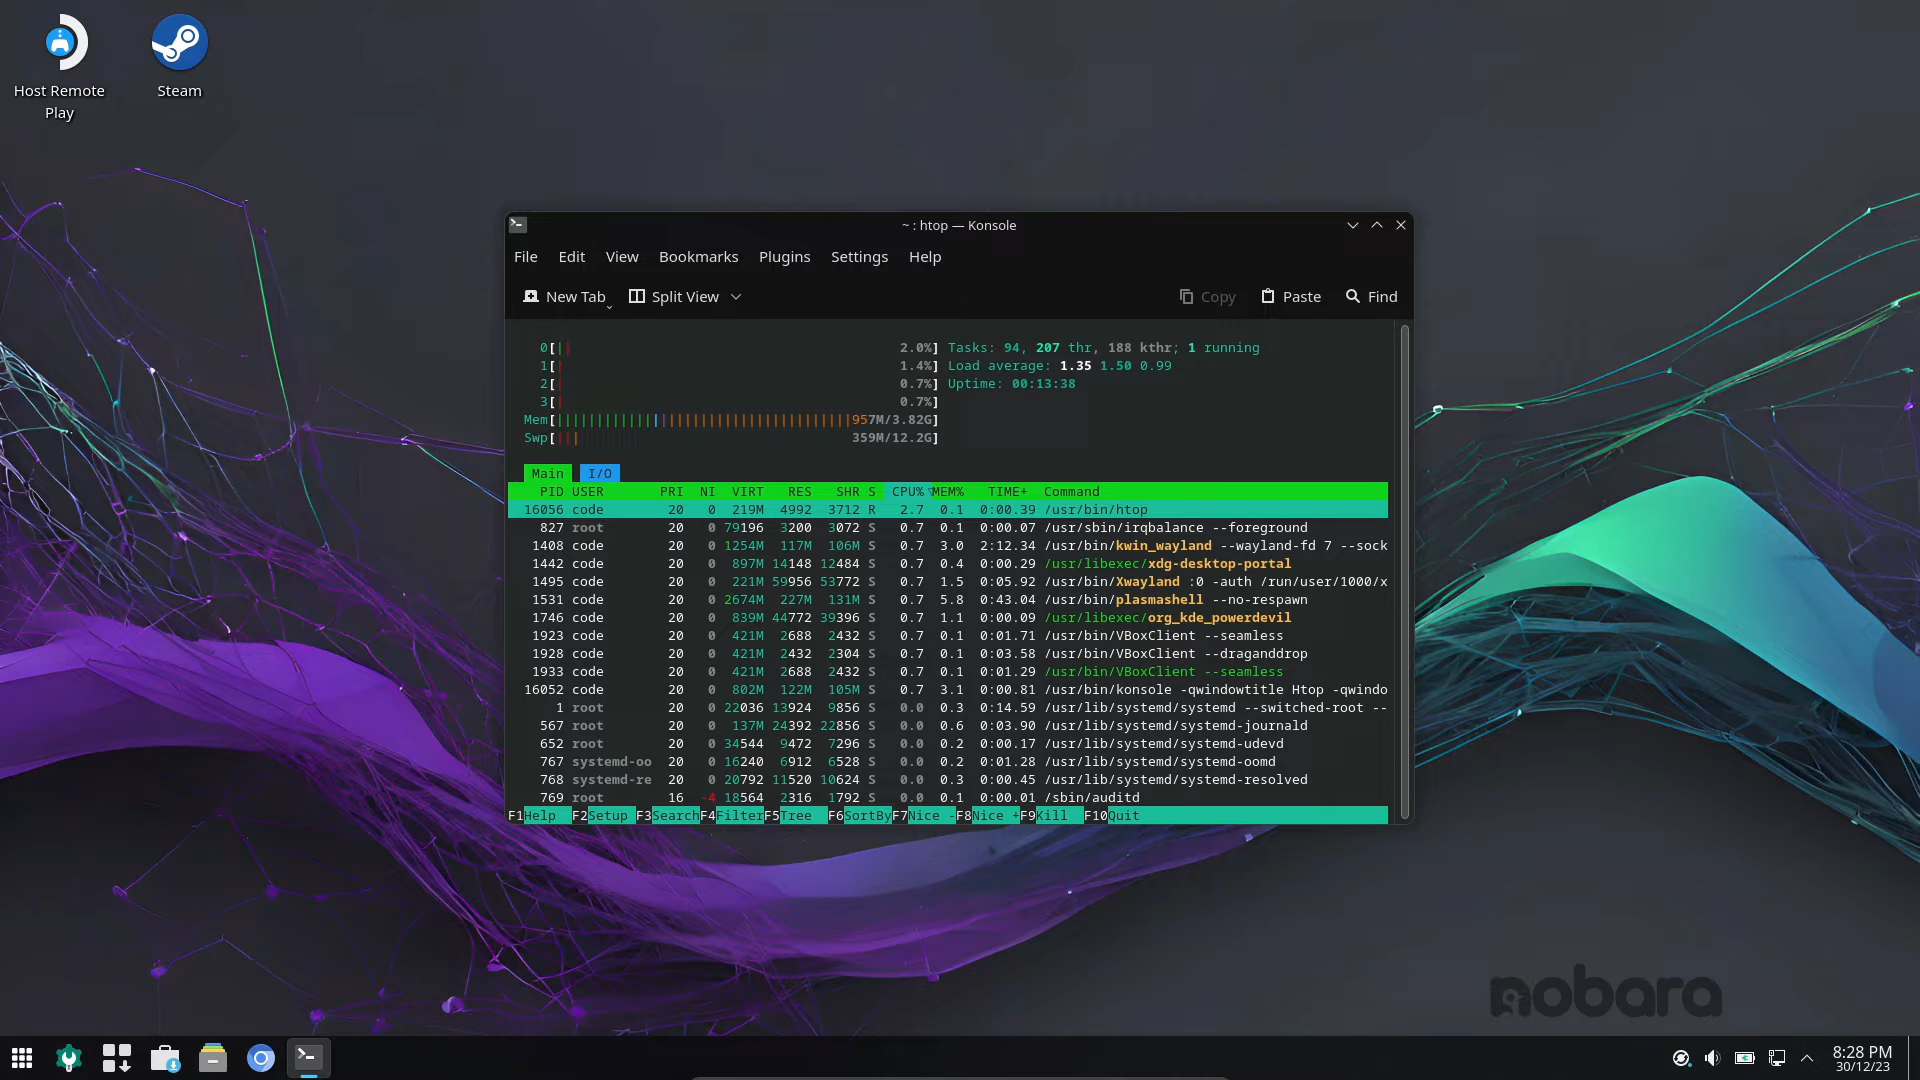 Host Remote
Play
Steam
~ : htop — Konsole
File Edit View Bookmarks Plugins Settings Help
New Tab Split View Copy Paste Find
0[|| 2.0%] Tasks: 94, 207 thr, 188 kthr; 1 running
1[| 1.4%] Load average: 1.35 1.50 0.99
2[| 0.7%] Uptime: 00:13:38
3[| 0.7%]
Mem[|||||||||||||||||||||||||||||||||||||957M/3.82G]
Swp[||| 359M/12.2G]
Main I/O
PID USER PRI NI VIRT RES SHR S CPU%▽MEM% TIME+ Command
16056 code 20 0 219M 4992 3712 R 2.7 0.1 0:00.39 /usr/bin/htop
827 root 20 0 79196 3200 3072 S 0.7 0.1 0:00.07 /usr/sbin/irqbalance --foreground
1408 code 20 0 1254M 117M 106M S 0.7 3.0 2:12.34 /usr/bin/kwin_wayland --wayland-fd 7 --sock
1442 code 20 0 897M 14148 12484 S 0.7 0.4 0:00.29 /usr/libexec/xdg-desktop-portal
1495 code 20 0 221M 59956 53772 S 0.7 1.5 0:05.92 /usr/bin/Xwayland :0 -auth /run/user/1000/x
1531 code 20 0 2674M 227M 131M S 0.7 5.8 0:43.04 /usr/bin/plasmashell --no-respawn
1746 code 20 0 839M 44772 39396 S 0.7 1.1 0:00.09 /usr/libexec/org_kde_powerdevil
1923 code 20 0 421M 2688 2432 S 0.7 0.1 0:01.71 /usr/bin/VBoxClient --seamless
1928 code 20 0 421M 2432 2304 S 0.7 0.1 0:03.58 /usr/bin/VBoxClient --draganddrop
1933 code 20 0 421M 2688 2432 S 0.7 0.1 0:01.29 /usr/bin/VBoxClient --seamless
16052 code 20 0 802M 122M 105M S 0.7 3.1 0:00.81 /usr/bin/konsole -qwindowtitle Htop -qwindo
1 root 20 0 22036 13924 9856 S 0.0 0.3 0:14.59 /usr/lib/systemd/systemd --switched-root --
567 root 20 0 137M 24392 22856 S 0.0 0.6 0:03.90 /usr/lib/systemd/systemd-journald
652 root 20 0 34544 9472 7296 S 0.0 0.2 0:00.17 /usr/lib/systemd/systemd-udevd
767 systemd-oo 20 0 16240 6912 6528 S 0.0 0.2 0:01.28 /usr/lib/systemd/systemd-oomd
768 systemd-re 20 0 20792 11520 10624 S 0.0 0.3 0:00.45 /usr/lib/systemd/systemd-resolved
769 root 16 -4 18564 2316 1792 S 0.0 0.1 0:00.01 /sbin/auditd
F1Help F2Setup F3SearchF4FilterF5Tree F6SortByF7Nice -F8Nice +F9Kill F10Quit
nobara
8:28 PM
30/12/23